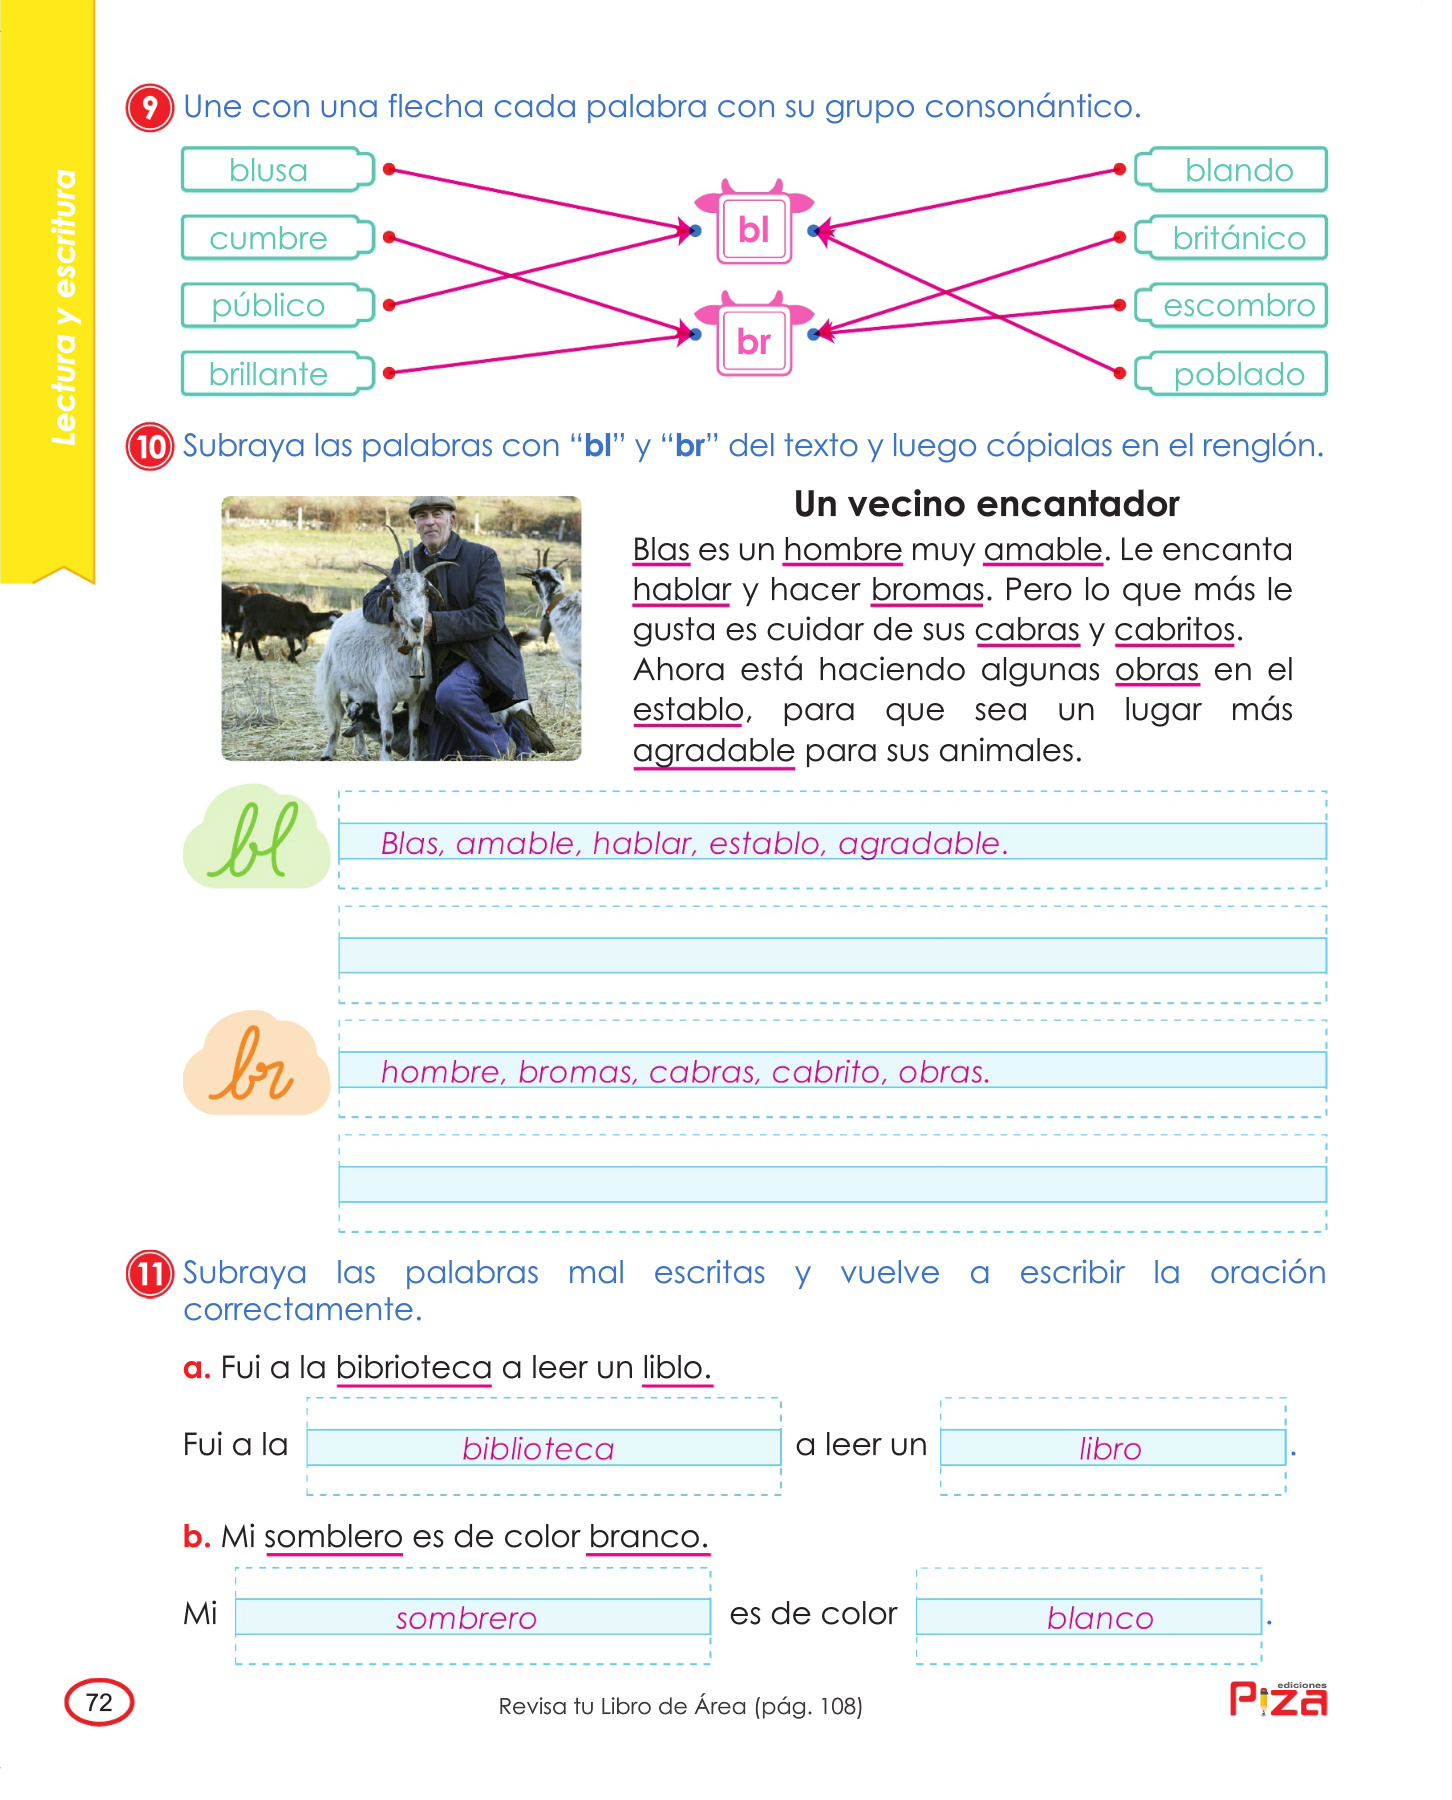 Lectura y escritura
9 Une con una flecha cada palabra con su grupo consonántico.
blusa
cumbre
público
brillante
bl
br
blando
británico
escombro
poblado
10 Subraya las palabras con “bl” y “br” del texto y luego cópialas en el renglón.
Un vecino encantador
Blas es un hombre muy amable. Le encanta
hablar y hacer bromas. Pero lo que más le
gusta es cuidar de sus cabras y cabritos.
Ahora está haciendo algunas obras en el
establo, para que sea un lugar más
agradable para sus animales.
bl
Blas, amable, hablar, establo, agradable.
br
hombre, bromas, cabras, cabrito, obras.
11 Subraya las palabras mal escritas y vuelve a escribir la oración
correctamente.
a. Fui a la bibrioteca a leer un liblo.
Fui a la biblioteca a leer un libro.
b. Mi somblero es de color branco.
Mi sombrero es de color blanco.
72
Revisa tu Libro de Área (pág. 108)
ediciones
Piza